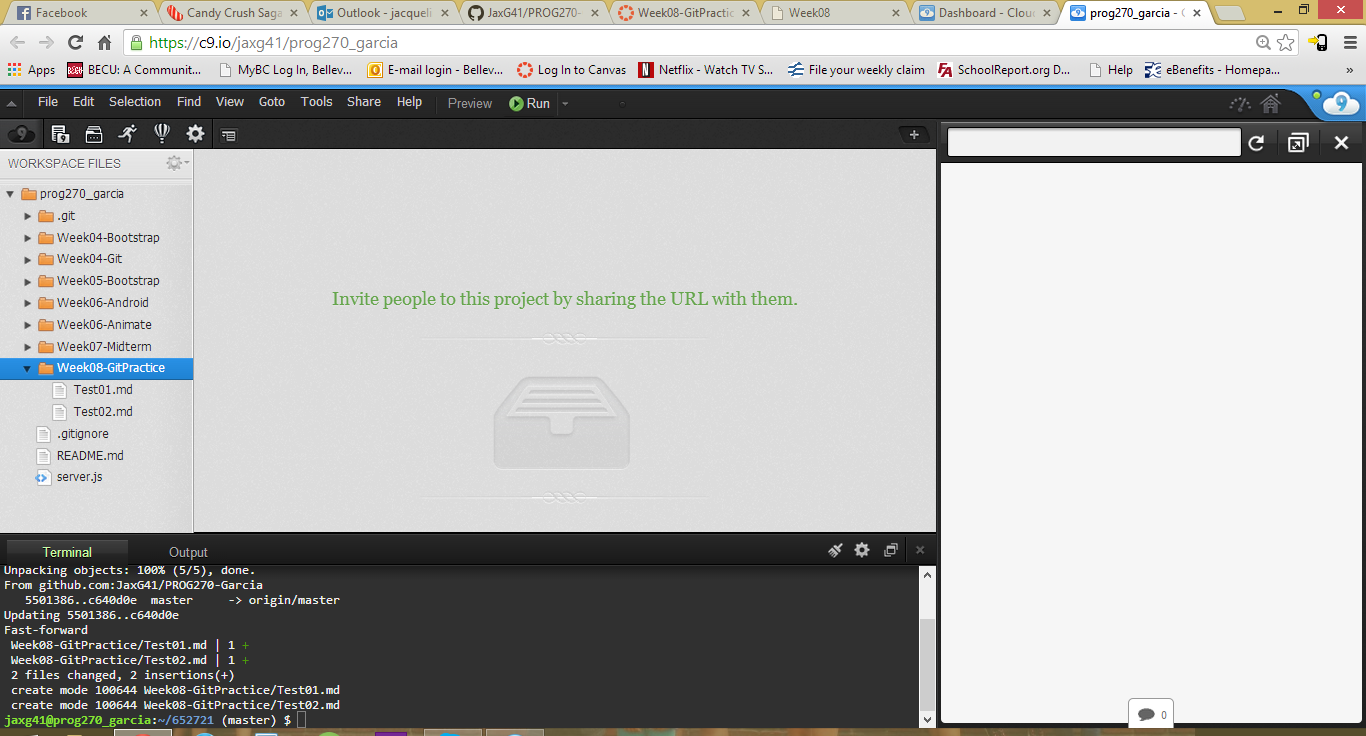 Facebook
Candy Crush Saga
Outlook - jacqueli
JaxG41/PROG270-
Week08-GitPractic
Week08
Dashboard - Clou
prog270_garcia - C
https://c9.io/jaxg41/prog270_garcia
Apps
BECU: A Communit...
MyBC Log In, Bellev...
E-mail login - Bellev...
Log In to Canvas
Netflix - Watch TV S...
File your weekly claim
SchoolReport.org D...
Help
eBenefits - Homepa...
»
File Edit Selection Find View Goto Tools Share Help Preview Run
WORKSPACE FILES
prog270_garcia
.git
Week04-Bootstrap
Week04-Git
Week05-Bootstrap
Week06-Android
Week06-Animate
Week07-Midterm
Week08-GitPractice
Test01.md
Test02.md
.gitignore
README.md
server.js
Invite people to this project by sharing the URL with them.
Terminal Output
Unpacking objects: 100% (5/5), done.
From github.com:JaxG41/PROG270-Garcia
5501386..c640d0e master -> origin/master
Updating 5501386..c640d0e
Fast-forward
Week08-GitPractice/Test01.md | 1 +
Week08-GitPractice/Test02.md | 1 +
2 files changed, 2 insertions(+)
create mode 100644 Week08-GitPractice/Test01.md
create mode 100644 Week08-GitPractice/Test02.md
jaxg41@prog270_garcia:~/652721 (master) $
0